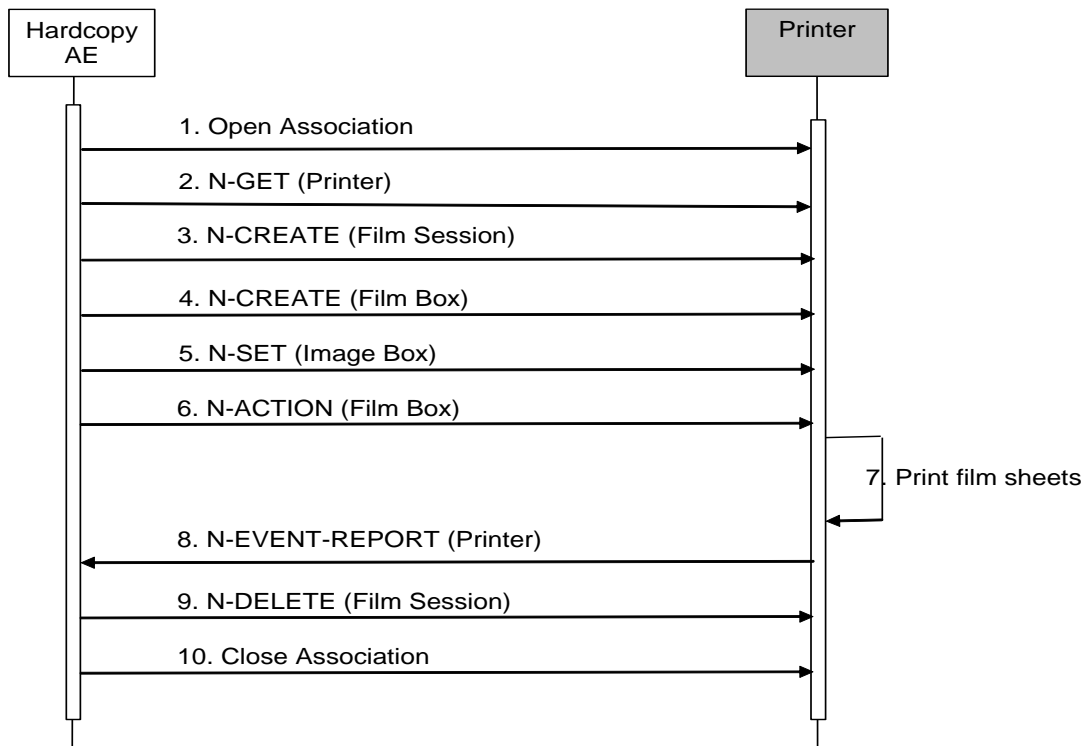 Hardcopy
AE
Printer
1. Open Association
2. N-GET (Printer)
3. N-CREATE (Film Session)
4. N-CREATE (Film Box)
5. N-SET (Image Box)
6. N-ACTION (Film Box)
7. Print film sheets
8. N-EVENT-REPORT (Printer)
9. N-DELETE (Film Session)
10. Close Association